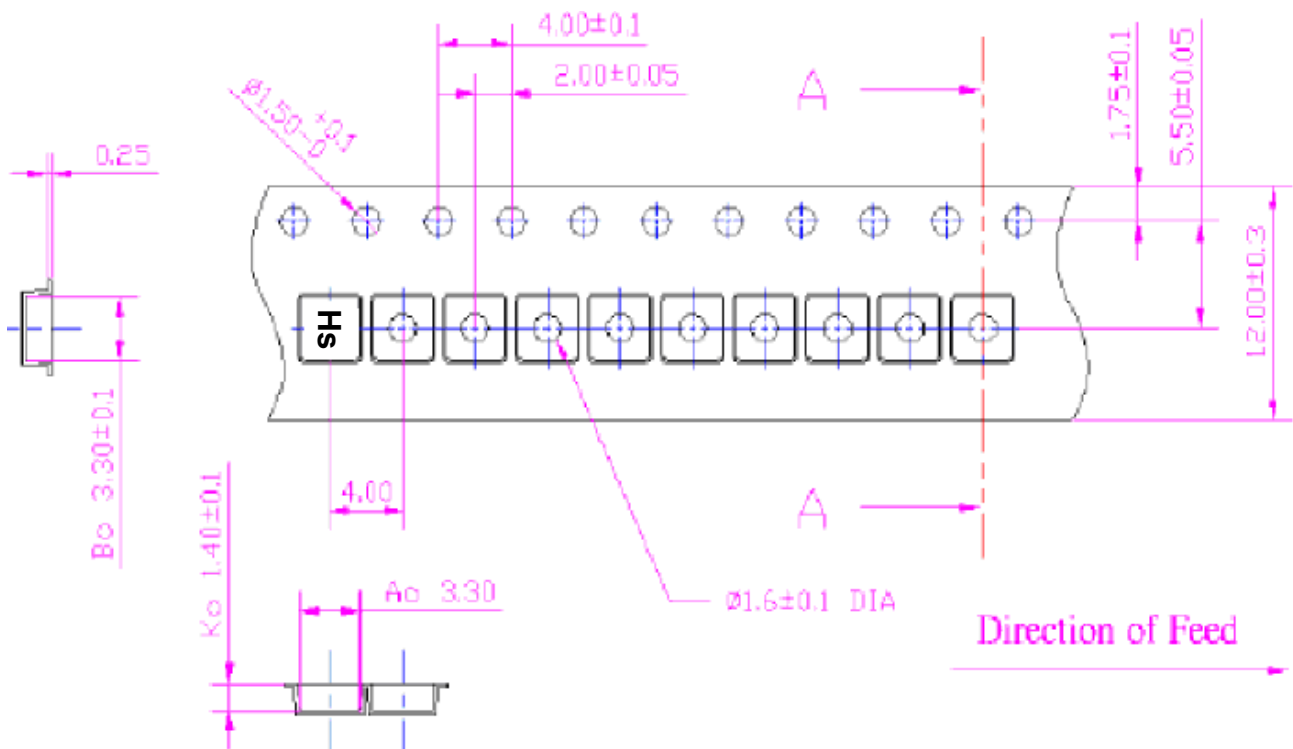 4.00±0.1
2.00±0.05
Ø1.50 +0.1 -0
A
1.75±0.1
5.50±0.05
0.25
12.00±0.3
Hs
Bo 3.30±0.1
4.00
A
Ko 1.40±0.1
Ao 3.30
Ø1.6±0.1 DIA
Direction of Feed